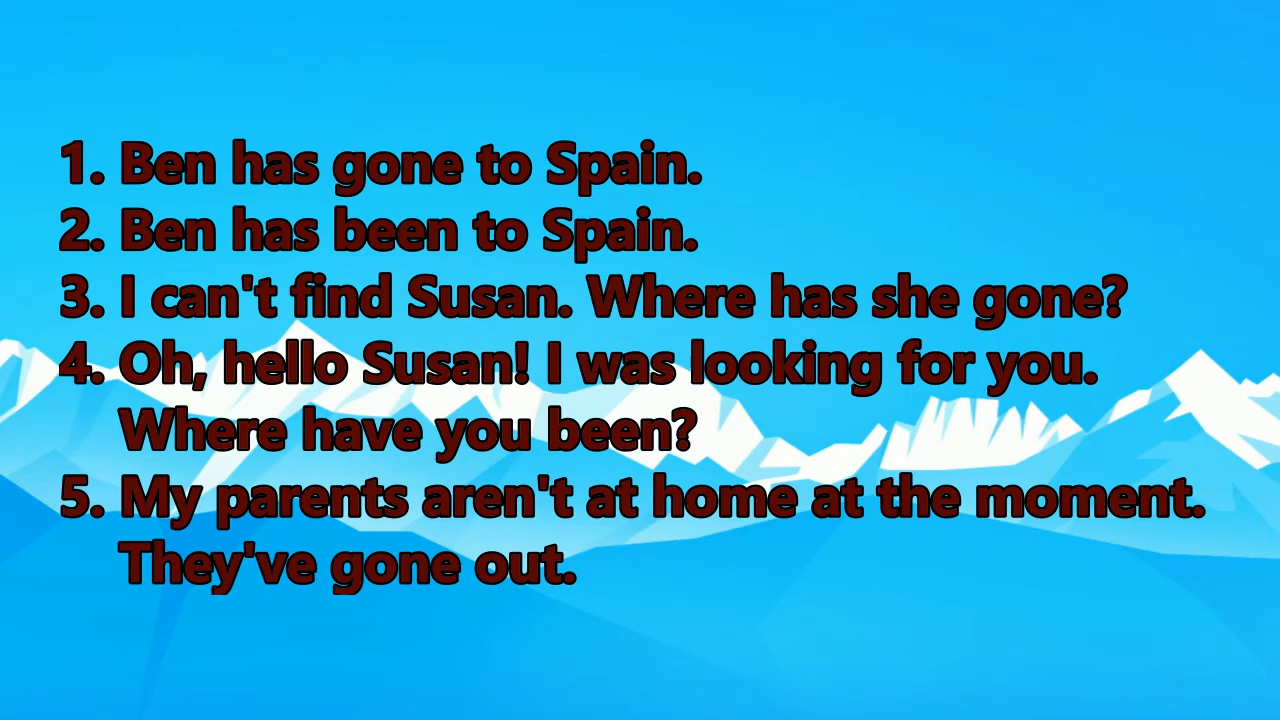 1. Ben has gone to Spain.
2. Ben has been to Spain.
3. I can't find Susan. Where has she gone?
4. Oh, hello Susan! I was looking for you.
Where have you been?
5. My parents aren't at home at the moment.
They've gone out.